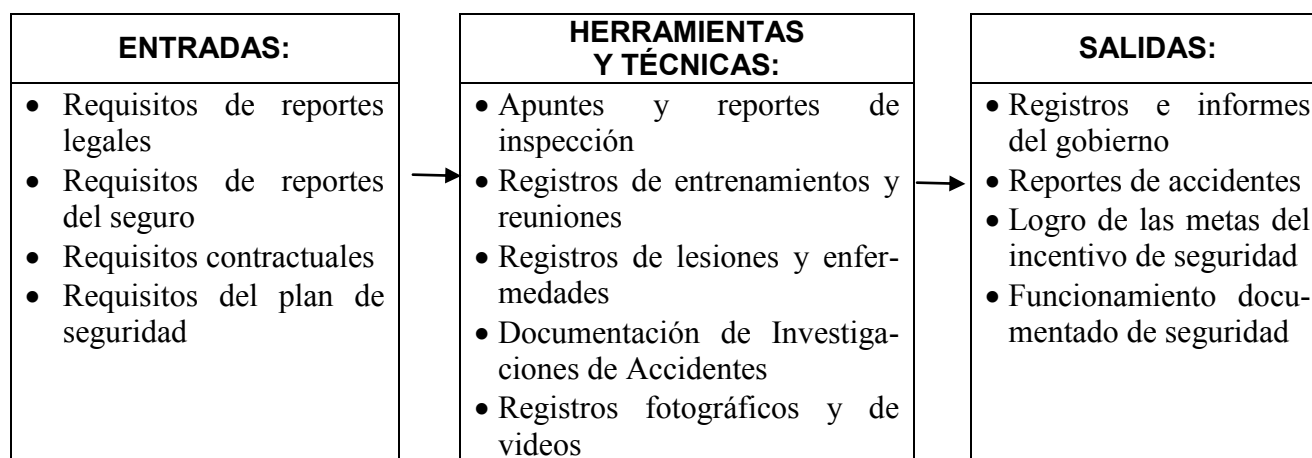 ENTRADAS:
• Requisitos de reportes
legales
• Requisitos de reportes
del seguro
• Requisitos contractuales
• Requisitos del plan de
seguridad
HERRAMIENTAS
Y TÉCNICAS:
• Apuntes y reportes de
inspección
• Registros de entrenamientos y
reuniones
• Registros de lesiones y enfer-
medades
• Documentación de Investiga-
ciones de Accidentes
• Registros fotográficos y de
videos
SALIDAS:
• Registros e informes
del gobierno
• Reportes de accidentes
• Logro de las metas del
incentivo de seguridad
• Funcionamiento docu-
mentado de seguridad